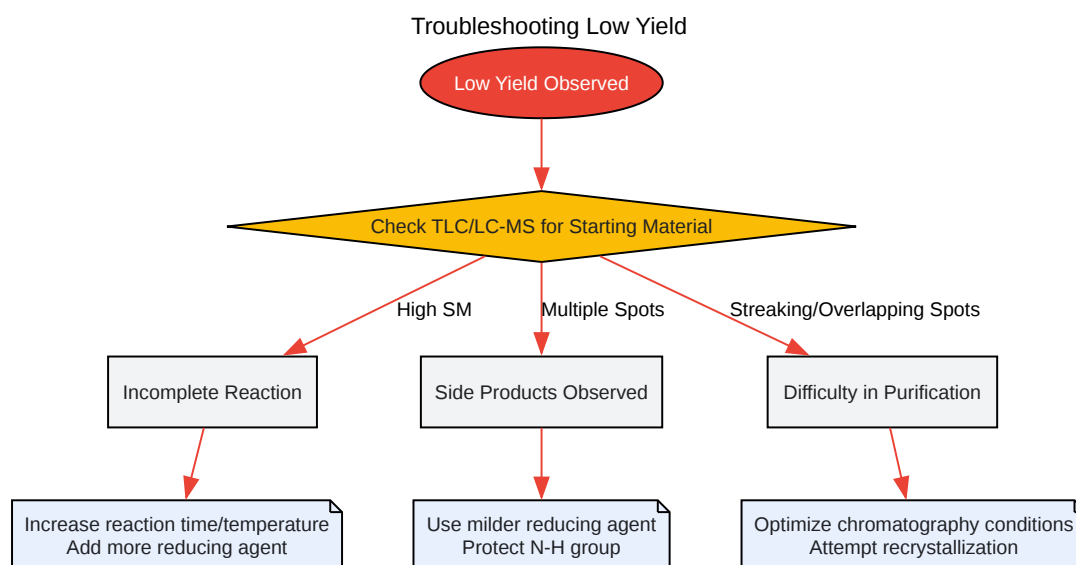 Troubleshooting Low Yield
Low Yield Observed
Check TLC/LC-MS for Starting Material
High SM
Multiple Spots
Streaking/Overlapping Spots
Incomplete Reaction
Side Products Observed
Difficulty in Purification
Increase reaction time/temperature
Add more reducing agent
Use milder reducing agent
Protect N-H group
Optimize chromatography conditions
Attempt recrystallization